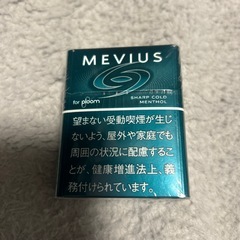 MEVIUS
for ploom
SHARP COLD
MENTHOL
望まない受動喫煙が生じ
ないよう、屋外や家庭でも
周囲の状況に配慮するこ
とが、健康増進法上、義
務付けられています。